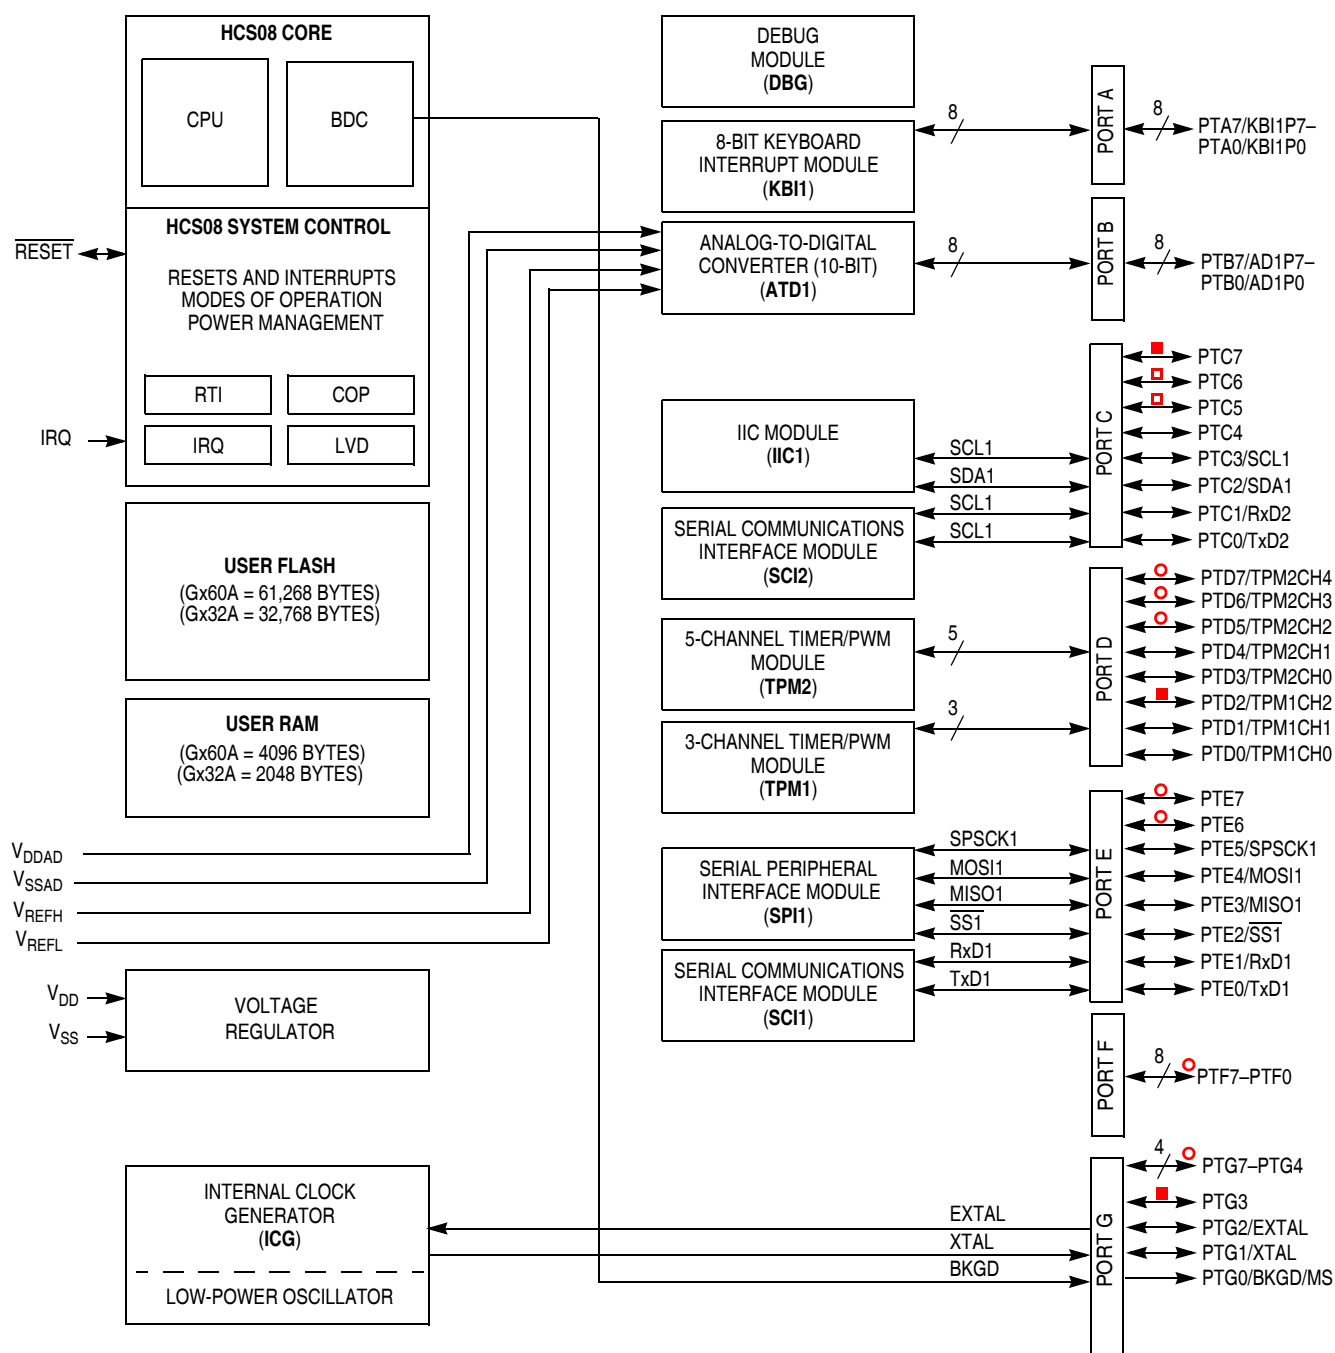 HCS08 CORE
CPU
BDC
HCS08 SYSTEM CONTROL
RESET
RESETS AND INTERRUPTS
MODES OF OPERATION
POWER MANAGEMENT
RTI
COP
IRQ
IRQ
LVD
USER FLASH
(Gx60A = 61,268 BYTES)
(Gx32A = 32,768 BYTES)
USER RAM
(Gx60A = 4096 BYTES)
(Gx32A = 2048 BYTES)
VDDAD
VSSAD
VREFH
VREFL
VDD
VSS
VOLTAGE
REGULATOR
INTERNAL CLOCK
GENERATOR
(ICG)
LOW-POWER OSCILLATOR
DEBUG
MODULE
(DBG)
8-BIT KEYBOARD
INTERRUPT MODULE
(KBI1)
8
PORT A
8
PTA7/KBI1P7–
PTA0/KBI1P0
ANALOG-TO-DIGITAL
CONVERTER (10-BIT)
(ATD1)
8
PORT B
8
PTB7/AD1P7–
PTB0/AD1P0
IIC MODULE
(IIC1)
SCL1
SDA1
SCL1
SCL1
SERIAL COMMUNICATIONS
INTERFACE MODULE
(SCI2)
PORT C
PTC7
PTC6
PTC5
PTC4
PTC3/SCL1
PTC2/SDA1
PTC1/RxD2
PTC0/TxD2
5-CHANNEL TIMER/PWM
MODULE
(TPM2)
5
3-CHANNEL TIMER/PWM
MODULE
(TPM1)
3
PORT D
PTD7/TPM2CH4
PTD6/TPM2CH3
PTD5/TPM2CH2
PTD4/TPM2CH1
PTD3/TPM2CH0
PTD2/TPM1CH2
PTD1/TPM1CH1
PTD0/TPM1CH0
SERIAL PERIPHERAL
INTERFACE MODULE
(SPI1)
SPSCK1
MOSI1
MISO1
SS1
RxD1
TxD1
SERIAL COMMUNICATIONS
INTERFACE MODULE
(SCI1)
PORT E
PTE7
PTE6
PTE5/SPSCK1
PTE4/MOSI1
PTE3/MISO1
PTE2/SS1
PTE1/RxD1
PTE0/TxD1
PORT F
8
PTF7–PTF0
EXTAL
XTAL
BKGD
PORT G
4
PTG7–PTG4
PTG3
PTG2/EXTAL
PTG1/XTAL
PTG0/BKGD/MS